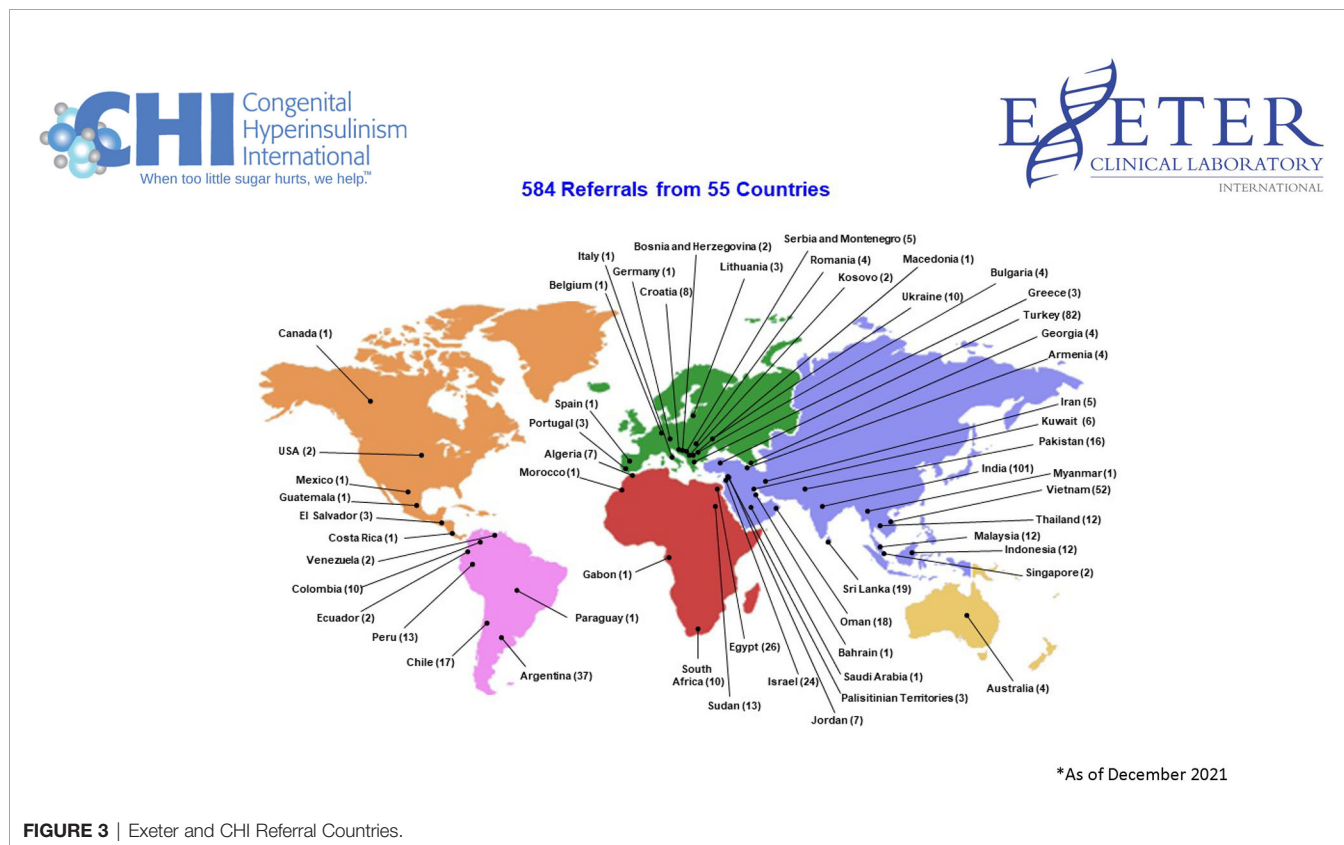 CHI
Congenital
Hyperinsulinism
International
When too little sugar hurts, we help.™
EXETER
CLINICAL LABORATORY
INTERNATIONAL
584 Referrals from 55 Countries
Bosnia and Herzegovina (2)
Serbia and Montenegro (5)
Italy (1)
Germany (1)
Lithuania (3)
Romania (4)
Macedonia (1)
Belgium (1)
Croatia (8)
Kosovo (2)
Bulgaria (4)
Ukraine (10)
Greece (3)
Turkey (82)
Georgia (4)
Armenia (4)
Canada (1)
Iran (5)
Spain (1)
Kuwait (6)
Portugal (3)
Pakistan (16)
USA (2)
Algeria (7)
India (101)
Myanmar (1)
Morocco (1)
Mexico (1)
Vietnam (52)
Guatemala (1)
El Salvador (3)
Thailand (12)
Costa Rica (1)
Malaysia (12)
Indonesia (12)
Venezuela (2)
Gabon (1)
Singapore (2)
Colombia (10)
Sri Lanka (19)
Ecuador (2)
Paraguay (1)
Oman (18)
Peru (13)
Egypt (26)
Bahrain (1)
Chile (17)
Argentina (37)
South
Africa (10)
Israel (24)
Saudi Arabia (1)
Australia (4)
Palisitinian Territories (3)
Sudan (13)
Jordan (7)
*As of December 2021
FIGURE 3 | Exeter and CHI Referral Countries.